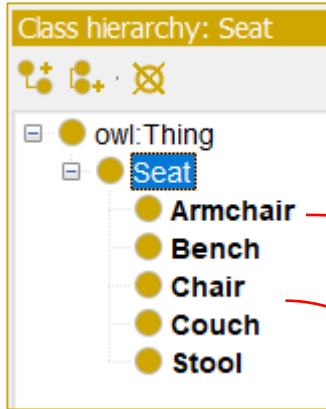 Class hierarchy: Seat
owl:Thing
Seat
Armchair
Bench
Chair
Couch
Stool